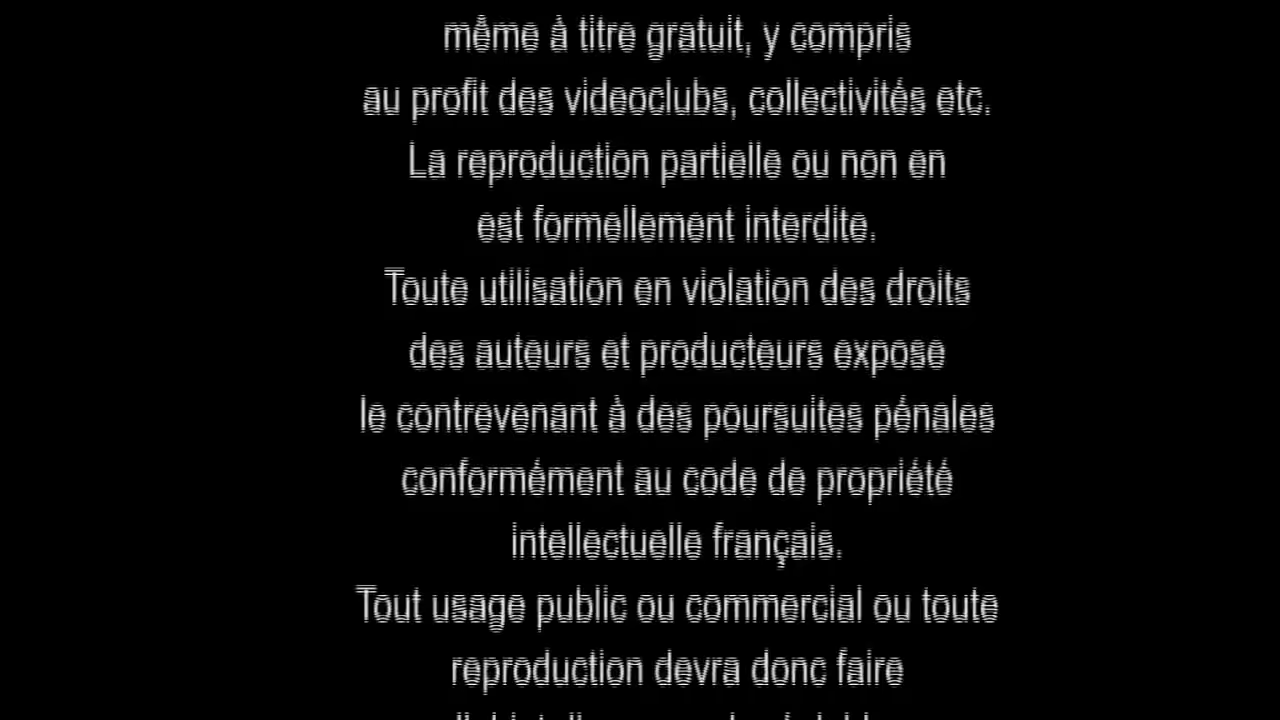 même à titre gratuit, y compris
au profit des videoclubs, collectivités etc.
La reproduction partielle ou non en
est formellement interdite.
Toute utilisation en violation des droits
des auteurs et producteurs expose
le contrevenant à des poursuites pénales
conformément au code de propriété
intellectuelle français.
Tout usage public ou commercial ou toute
reproduction devra donc faire